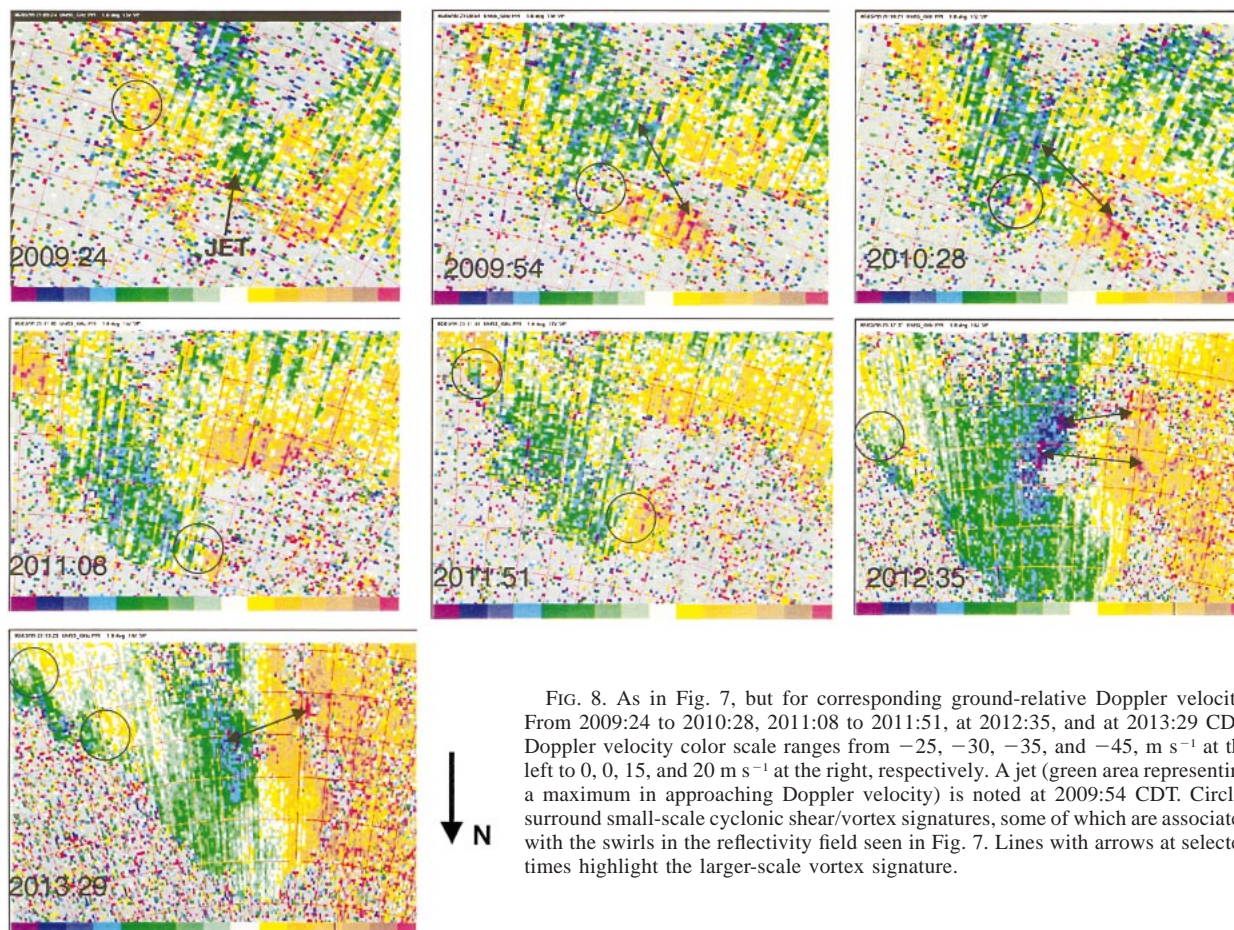 2009:24
JET
2009:54
2010:28
2011:08
2011:51
2012:35
2013:29
N
FIG. 8. As in Fig. 7, but for corresponding ground-relative Doppler velocit
From 2009:24 to 2010:28, 2011:08 to 2011:51, at 2012:35, and at 2013:29 CD
Doppler velocity color scale ranges from −25, −30, −35, and −45, m s−1 at th
left to 0, 0, 15, and 20 m s−1 at the right, respectively. A jet (green area representin
a maximum in approaching Doppler velocity) is noted at 2009:54 CDT. Circl
surround small-scale cyclonic shear/vortex signatures, some of which are associate
with the swirls in the reflectivity field seen in Fig. 7. Lines with arrows at selecte
times highlight the larger-scale vortex signature.